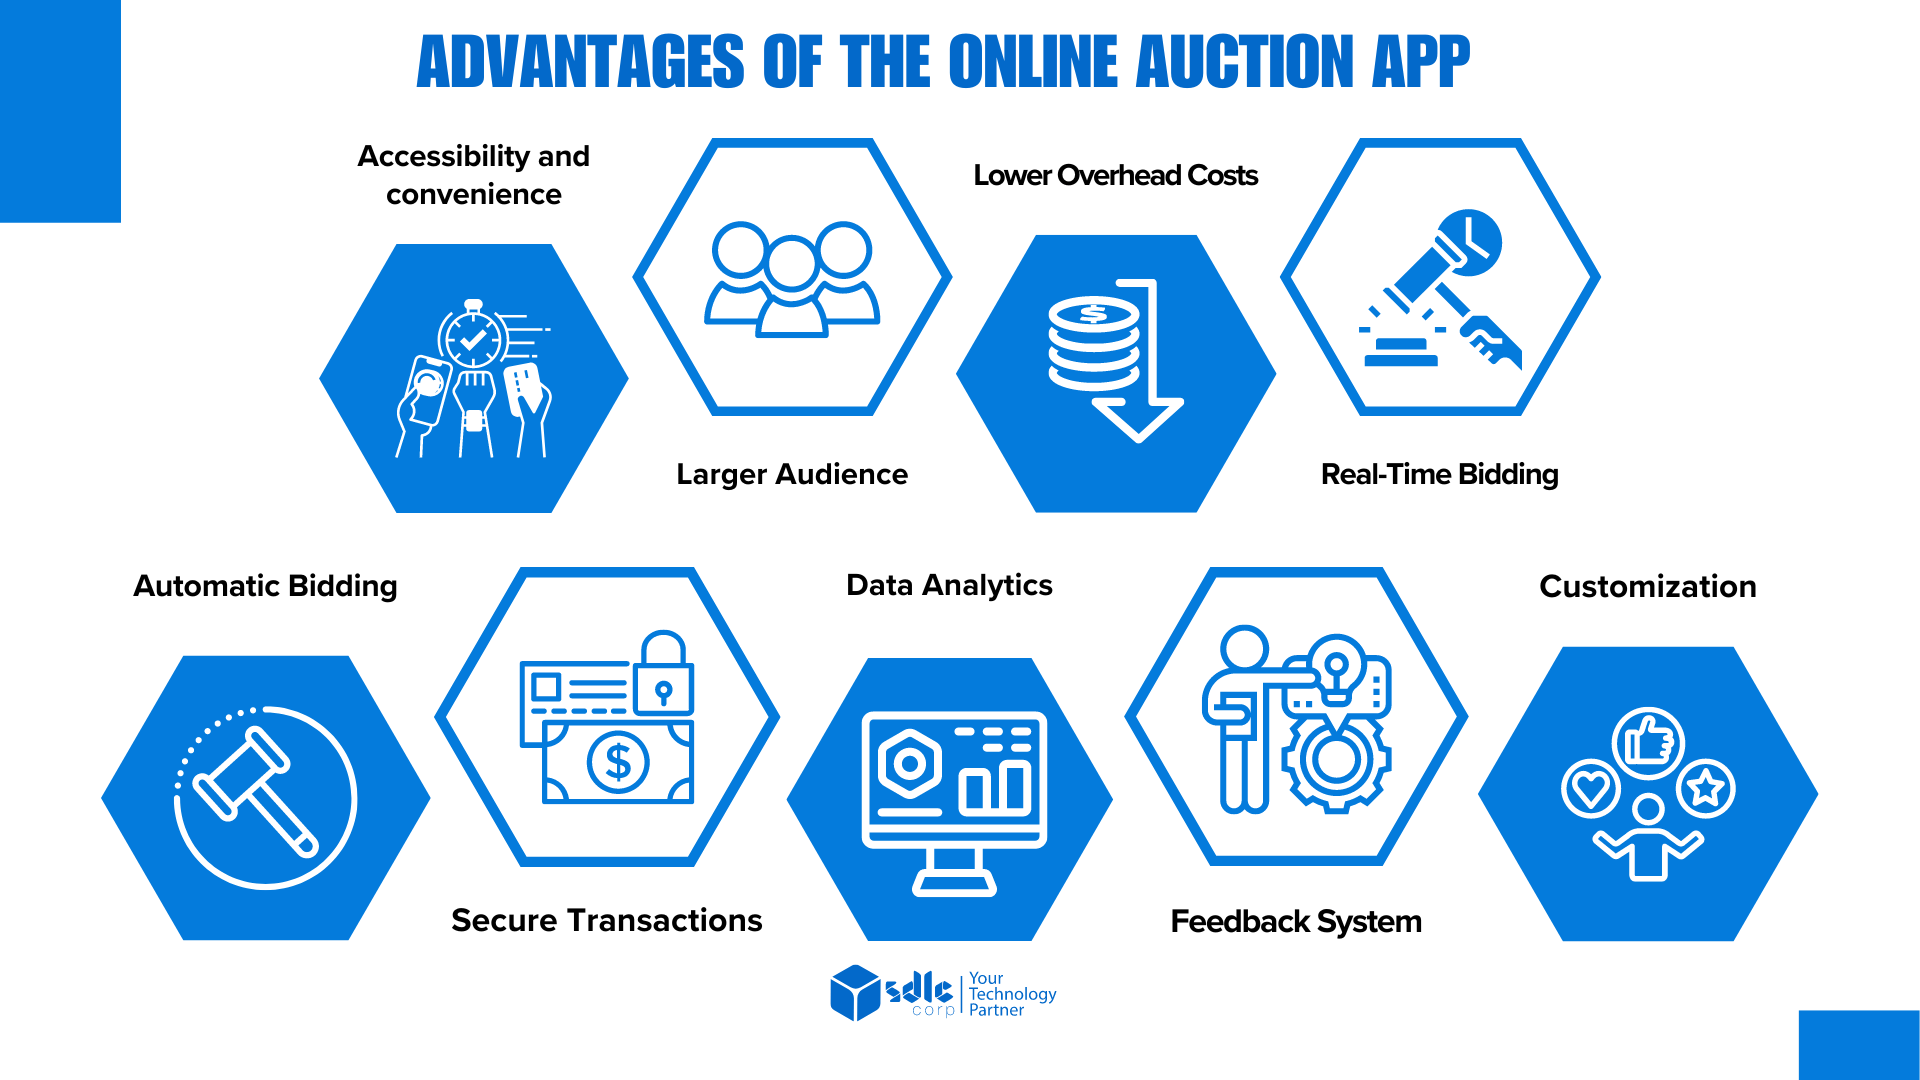 ADVANTAGES OF THE ONLINE AUCTION APP
Accessibility and
convenience
Larger Audience
Lower Overhead Costs
$
Real-Time Bidding
Automatic Bidding
Secure Transactions
$
Data Analytics
Feedback System
Customization
sdlc
corp
Your
Technology
Partner